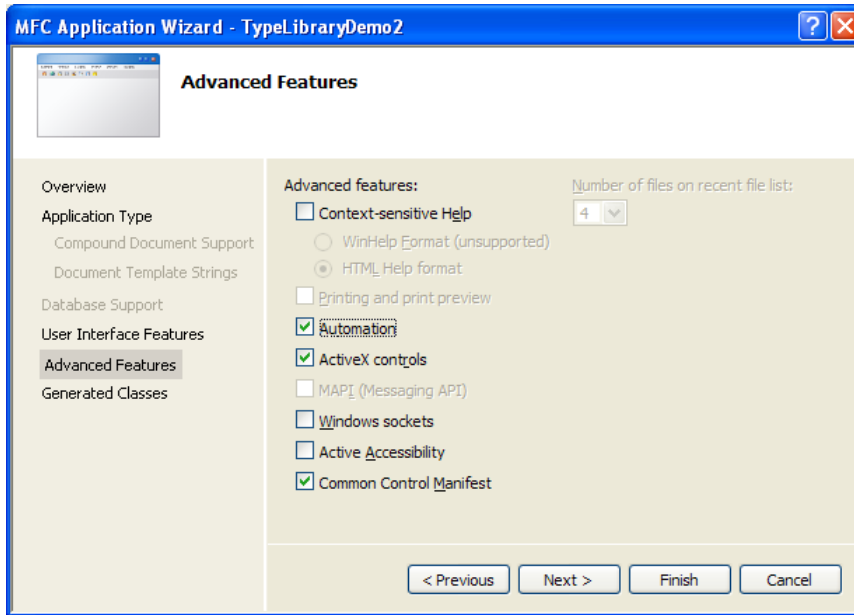 MFC Application Wizard - TypeLibraryDemo2
Advanced Features
Overview
Application Type
Compound Document Support
Document Template Strings
Database Support
User Interface Features
Advanced Features
Generated Classes
Advanced features:
Context-sensitive Help
WinHelp Format (unsupported)
HTML Help format
Printing and print preview
Automation
ActiveX controls
MAPI (Messaging API)
Windows sockets
Active Accessibility
Common Control Manifest
Number of files on recent file list:
4
< Previous
Next >
Finish
Cancel